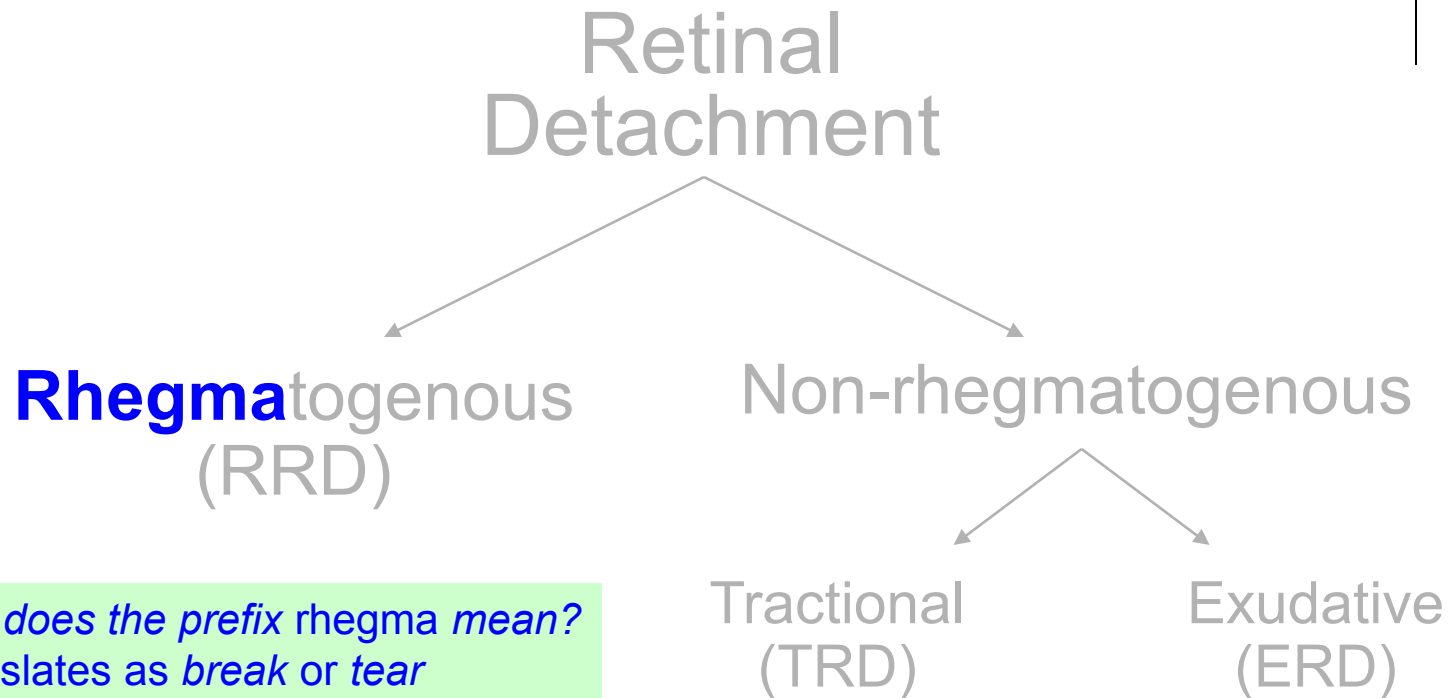 Retinal
Detachment
Rhegmatogenous
(RRD)
Non-rhegmatogenous
does the prefix rhegma mean?
slates as break or tear
Tractional
(TRD)
Exudative
(ERD)